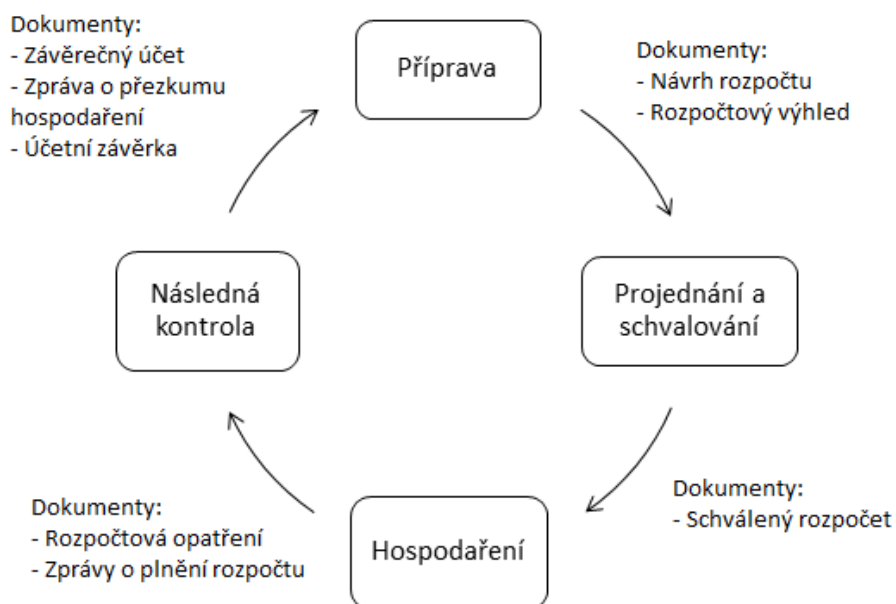 Dokumenty:
- Závěrečný účet
- Zpráva o přezkumu
hospodaření
- Účetní závěrka
Příprava
Dokumenty:
- Návrh rozpočtu
- Rozpočtový výhled
Následná
kontrola
Projednání a
schvalování
Dokumenty:
- Rozpočtová opatření
- Zprávy o plnění rozpočtu
Hospodaření
Dokumenty:
- Schválený rozpočet